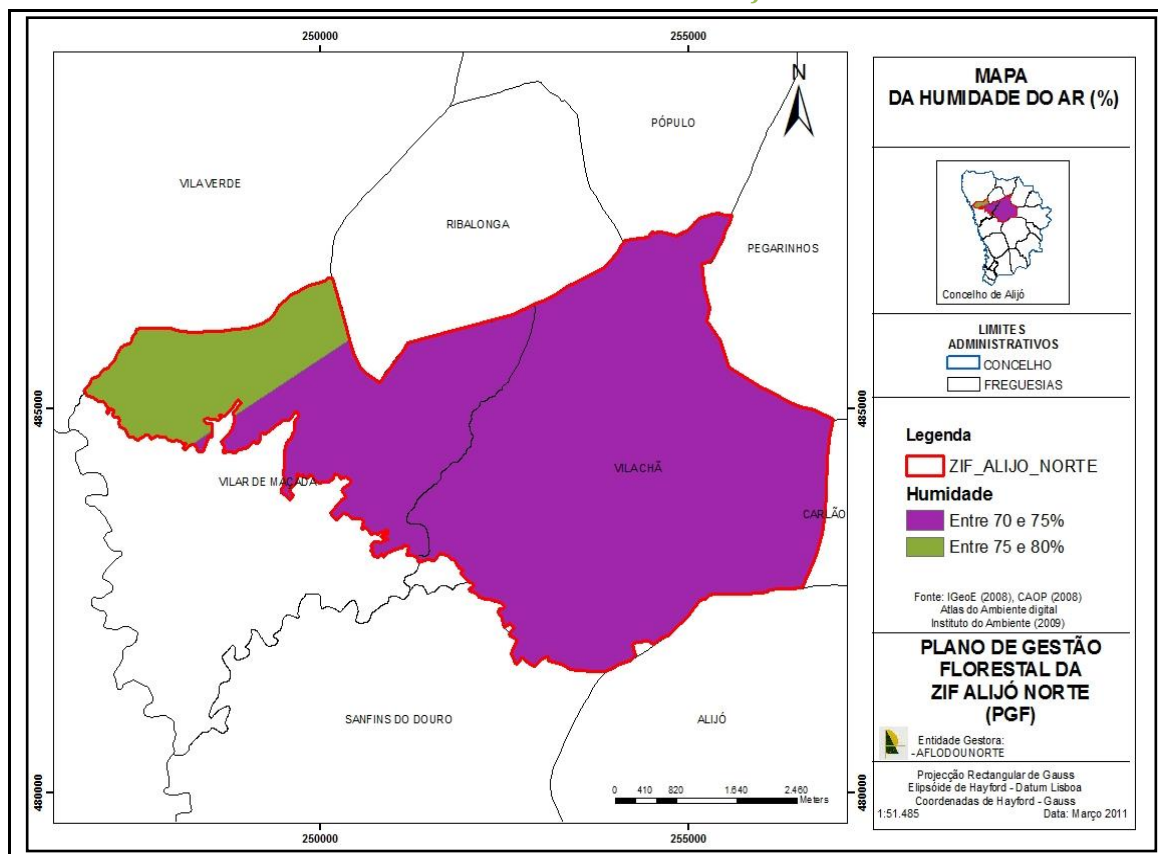 250000
255000
N
PÓPULO
VILA VERDE
RIBALONGA
PEGARINHOS
485000
485000
VILA CHÃ
VILAR DE MAÇADA
CARLÃO
SANFINS DO DOURO
ALIJÓ
480000
480000
0 410 820 1.640 2.460
Meters
250000
255000
MAPA
DA HUMIDADE DO AR (%)
Concelho de Alijó
LIMITES
ADMINISTRATIVOS
CONCELHO
FREGUESIAS
Legenda
ZIF_ALIJO_NORTE
Humidade
Entre 70 e 75%
Entre 75 e 80%
Fonte: IGeoE (2008), CAOP (2008)
Atlas do Ambiente digital
Instituto do Ambiente (2009)
PLANO DE GESTÃO
FLORESTAL DA
ZIF ALIJÓ NORTE
(PGF)
Entidade Gestora:
-AFLODOUNORTE
Projecção Rectangular de Gauss
Elipsóide de Hayford - Datum Lisboa
Coordenadas de Hayford - Gauss
1:51.485 Data: Março 2011